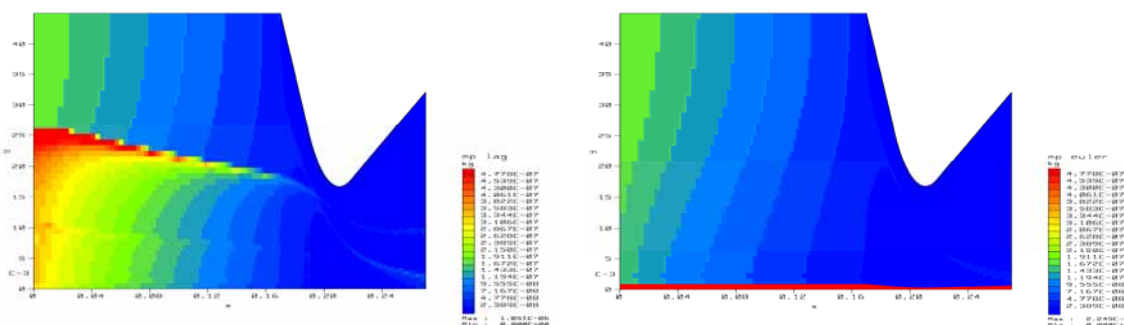 40
35
30
25
20
15
10
5
C-3
0
y
0
0.04
0.08
0.12
0.16
0.20
x
mp lag
kg
4.778E-07
4.539E-07
4.300E-07
4.061E-07
3.822E-07
3.583E-07
3.344E-07
3.106E-07
2.867E-07
2.628E-07
2.389E-07
2.150E-07
1.911E-07
1.672E-07
1.433E-07
1.194E-07
9.555E-08
7.167E-08
4.778E-08
2.389E-08
40
35
30
25
20
15
10
5
C-3
0
y
0
0.04
0.08
0.12
0.16
0.20
x
mp euler
kg
4.778E-07
4.539E-07
4.300E-07
4.061E-07
3.822E-07
3.583E-07
3.344E-07
3.106E-07
2.867E-07
2.628E-07
2.389E-07
1.911E-07
1.672E-07
1.433E-07
1.194E-07
9.555E-08
7.167E-08
4.778E-08
2.389E-08